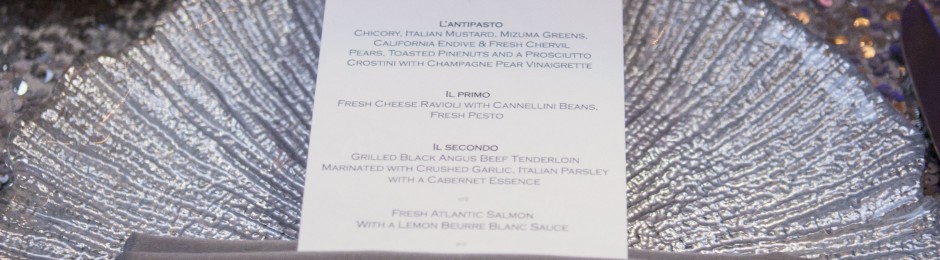 L'antipasto
Chicory, Italian Mustard, Mizuma Greens,
California Endive & Fresh Chervil
Pears, Toasted Pinenuts and a Prosciutto
Crostini with Champagne Pear Vinaigrette
Il primo
Fresh Cheese Ravioli with Cannellini Beans,
Fresh Pesto
Il secondo
Grilled Black Angus Beef Tenderloin
Marinated with Crushed Garlic, Italian Parsley
with a Cabernet Essence
Fresh Atlantic Salmon
With a Lemon Beurre Blanc Sauce